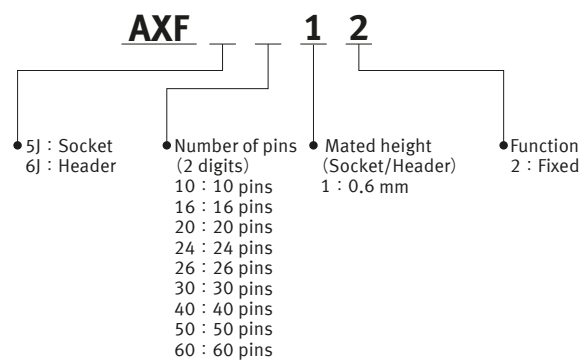 AXF _ _ 1 2
5J：Socket
6J：Header
Number of pins
(2 digits)
10：10 pins
16：16 pins
20：20 pins
24：24 pins
26：26 pins
30：30 pins
40：40 pins
50：50 pins
60：60 pins
Mated height
(Socket/Header)
1：0.6 mm
Function
2：Fixed